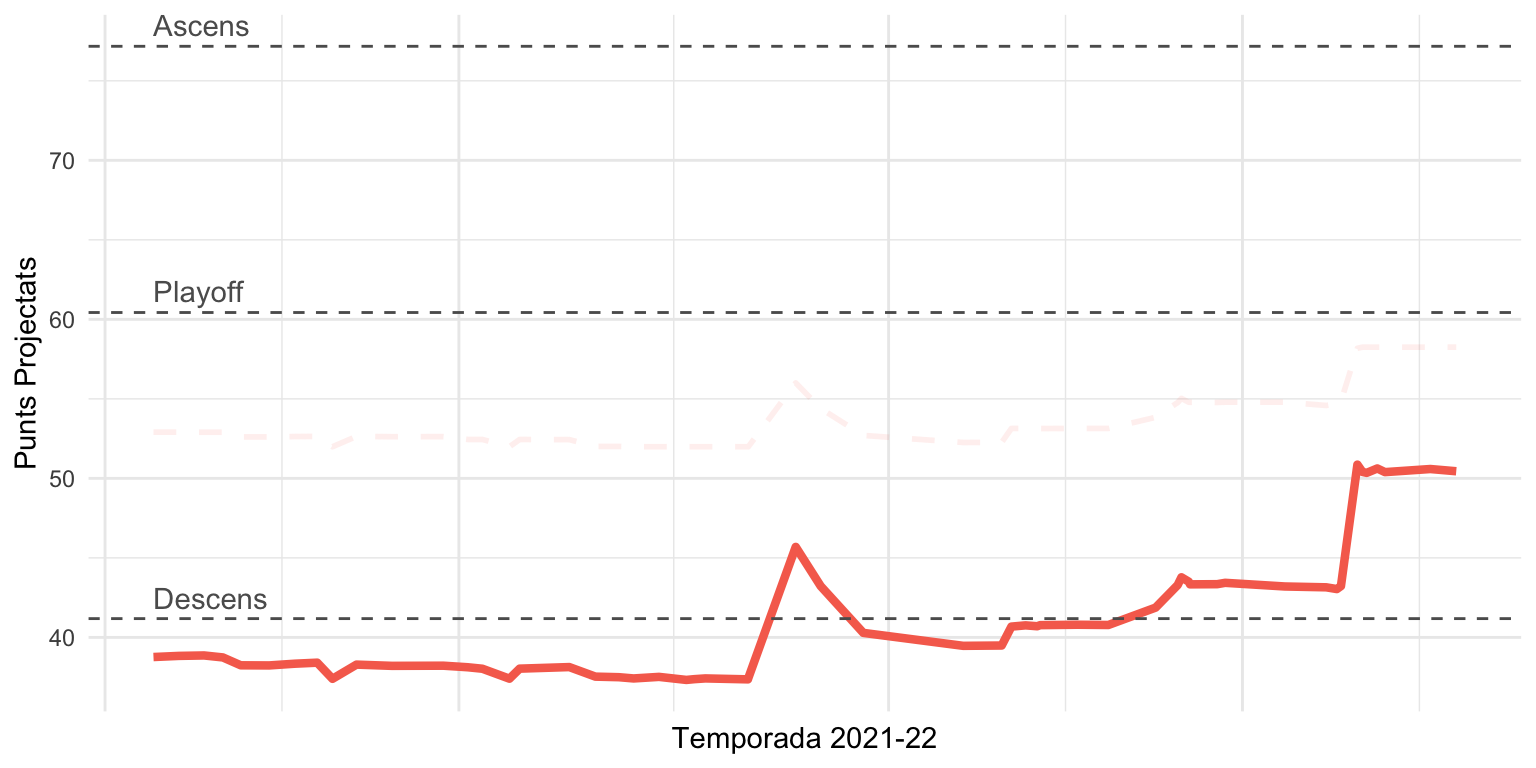 Ascens
70
Playoff
60
Punts Projectats
50
Descens
40
Temporada 2021-22